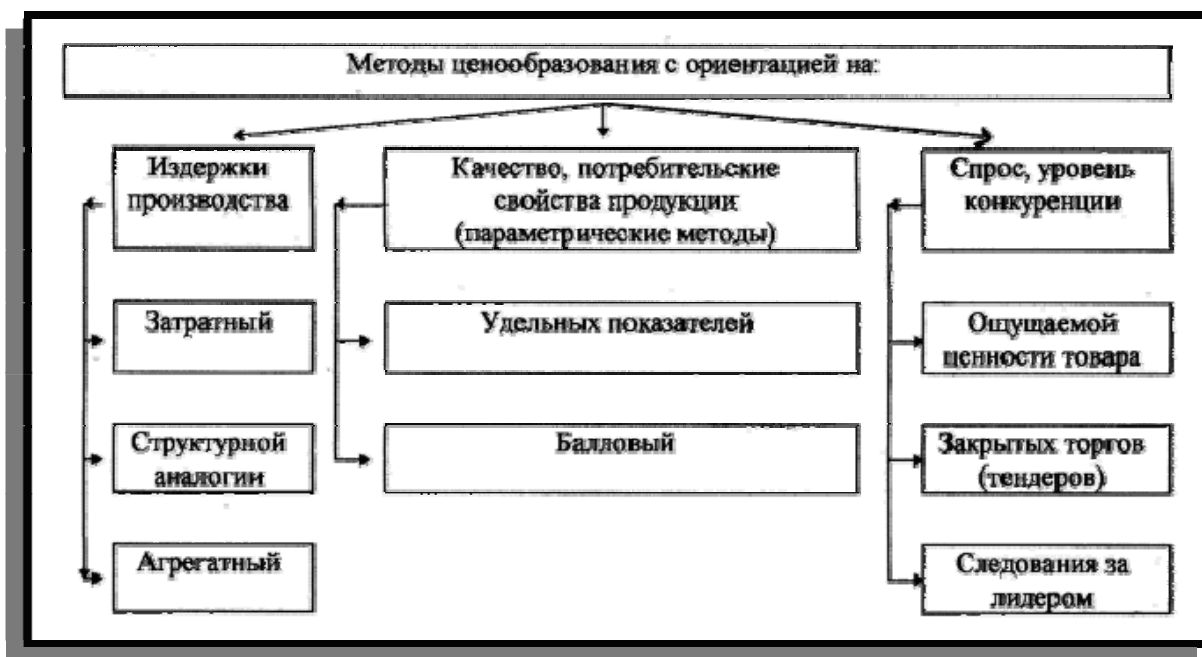 Методы ценообразования с ориентацией на:
Издержки
производства
Качество, потребительские
свойства продукции
(параметрические методы)
Спрос, уровень
конкуренции
Затратный
Удельных показателей
Ощущаемой
ценности товара
Структурной
аналогии
Балловый
Закрытых торгов
(тендеров)
Агрегатный
Следования за
лидером